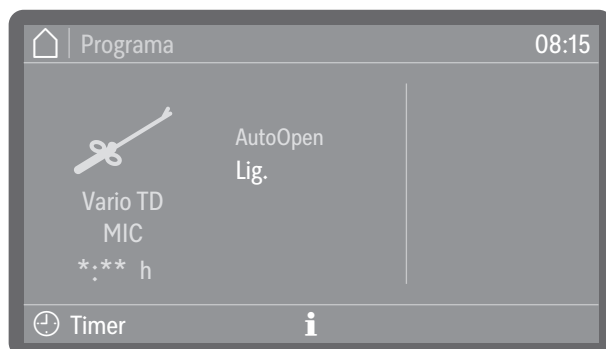 Programa 08:15
AutoOpen
Lig.
Vario TD
MIC
*:** h
Timer i